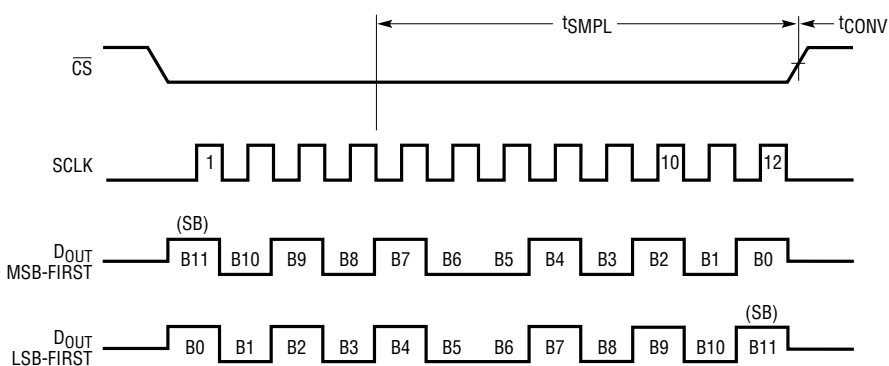 tSMPL tCONV
CS
SCLK 1 10 12
(SB)
DOUT
MSB-FIRST
B11 B10 B9 B8 B7 B6 B5 B4 B3 B2 B1 B0
(SB)
DOUT
LSB-FIRST
B0 B1 B2 B3 B4 B5 B6 B7 B8 B9 B10 B11